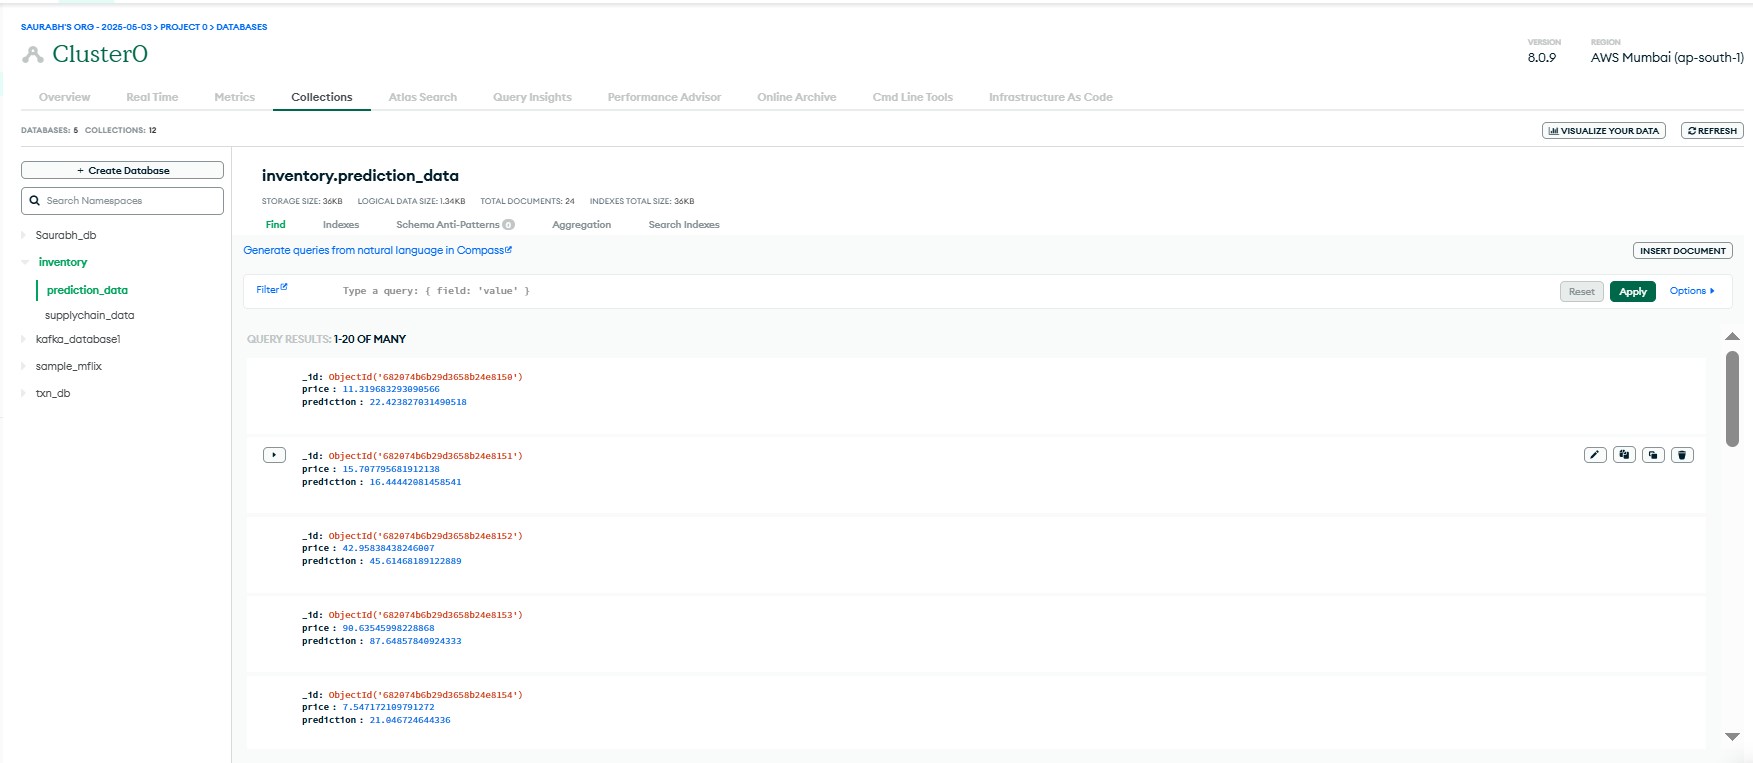 SAURABH'S ORG - 2025-05-03 > PROJECT 0 > DATABASES
Cluster0
VERSION
8.0.9
REGION
AWS Mumbai (ap-south-1)
Overview Real Time Metrics Collections Atlas Search Query Insights Performance Advisor Online Archive Cmd Line Tools Infrastructure As Code
DATABASES: 5 COLLECTIONS: 12
VISUALIZE YOUR DATA
REFRESH
+ Create Database
Search Namespaces
Saurabh_db
inventory
prediction_data
supplychain_data
kafka_database1
sample_mflix
txn_db
inventory.prediction_data
STORAGE SIZE: 36KB LOGICAL DATA SIZE: 1.34KB TOTAL DOCUMENTS: 24 INDEXES TOTAL SIZE: 36KB
Find Indexes Schema Anti-Patterns 0 Aggregation Search Indexes
Generate queries from natural language in Compass
INSERT DOCUMENT
Filter
Type a query: { field: 'value' }
Reset
Apply
Options
QUERY RESULTS: 1-20 OF MANY
_id: ObjectId('682074b6b29d3658b24e8150')
price : 11.319683293090566
prediction : 22.423827031490518
_id: ObjectId('682074b6b29d3658b24e8151')
price : 15.707795681912138
prediction : 16.44442081458541
_id: ObjectId('682074b6b29d3658b24e8152')
price : 42.95838438246007
prediction : 45.61468189122889
_id: ObjectId('682074b6b29d3658b24e8153')
price : 90.63545998228868
prediction : 87.64857840924333
_id: ObjectId('682074b6b29d3658b24e8154')
price : 7.547172109791272
prediction : 21.046724644336